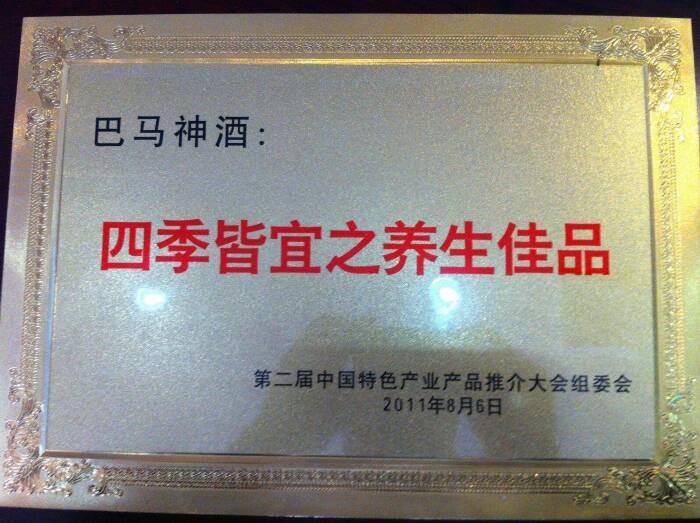 巴马神酒:
四季皆宜之养生佳品
第二届中国特色产业产品推介大会组委会
2011年8月6日